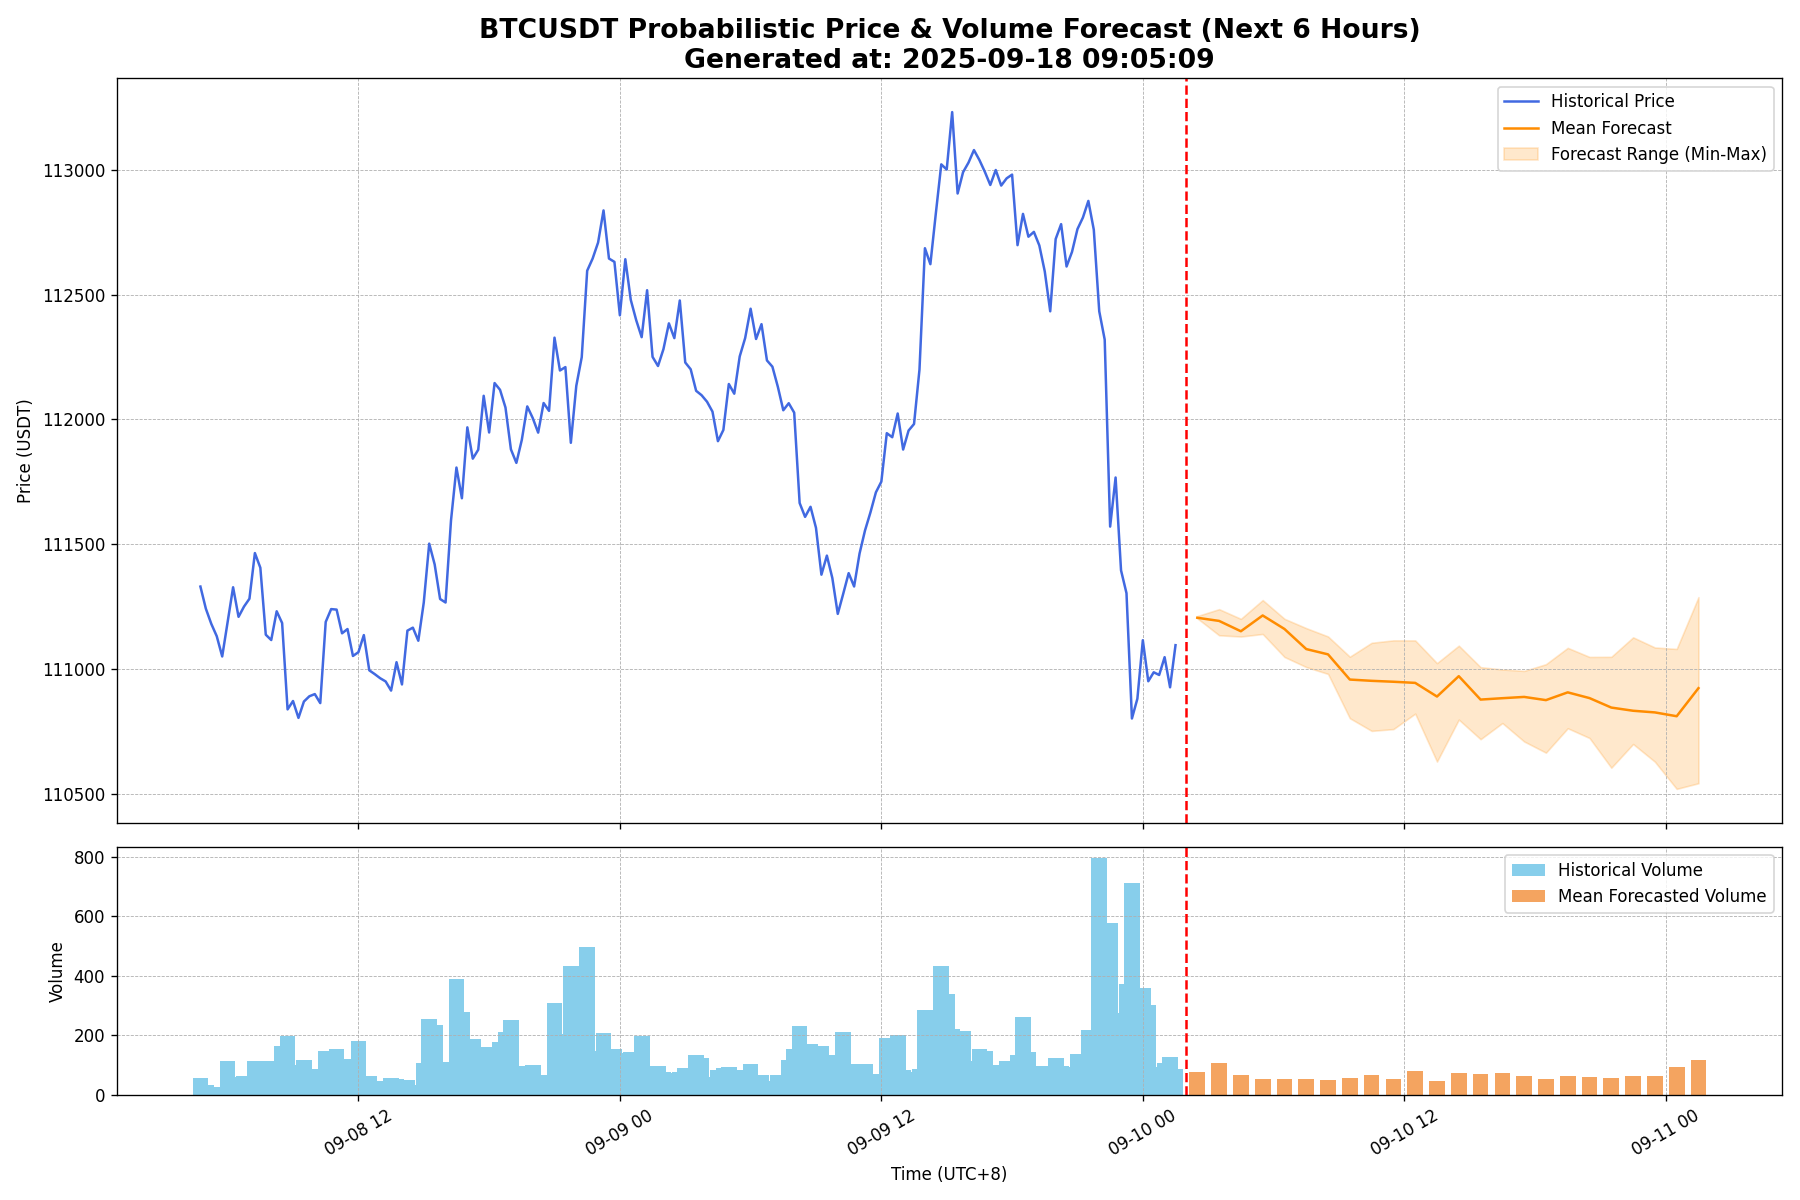 BTCUSDT Probabilistic Price & Volume Forecast (Next 6 Hours)
Generated at: 2025-09-18 09:05:09
Historical Price
Mean Forecast
Forecast Range (Min-Max)
113000
112500
112000
111500
111000
110500
Price (USDT)
Historical Volume
Mean Forecasted Volume
800
600
400
200
0
Volume
09-08 12
09-09 00
09-09 12
09-10 00
09-10 12
09-11 00
Time (UTC+8)